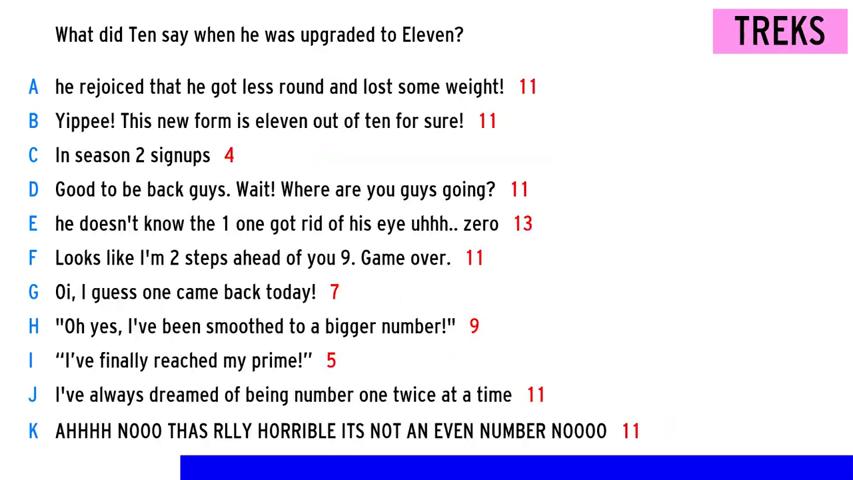 What did Ten say when he was upgraded to Eleven?
TREKS
A he rejoiced that he got less round and lost some weight! 11
B Yippee! This new form is eleven out of ten for sure! 11
C In season 2 signups 4
D Good to be back guys. Wait! Where are you guys going? 11
E he doesn't know the 1 one got rid of his eye uhhh.. zero 13
F Looks like I'm 2 steps ahead of you 9. Game over. 11
G Oi, I guess one came back today! 7
H "Oh yes, I've been smoothed to a bigger number!" 9
I “I’ve finally reached my prime!” 5
J I've always dreamed of being number one twice at a time 11
K AHHHH NOOO THAS RLLY HORRIBLE ITS NOT AN EVEN NUMBER NOOOO 11